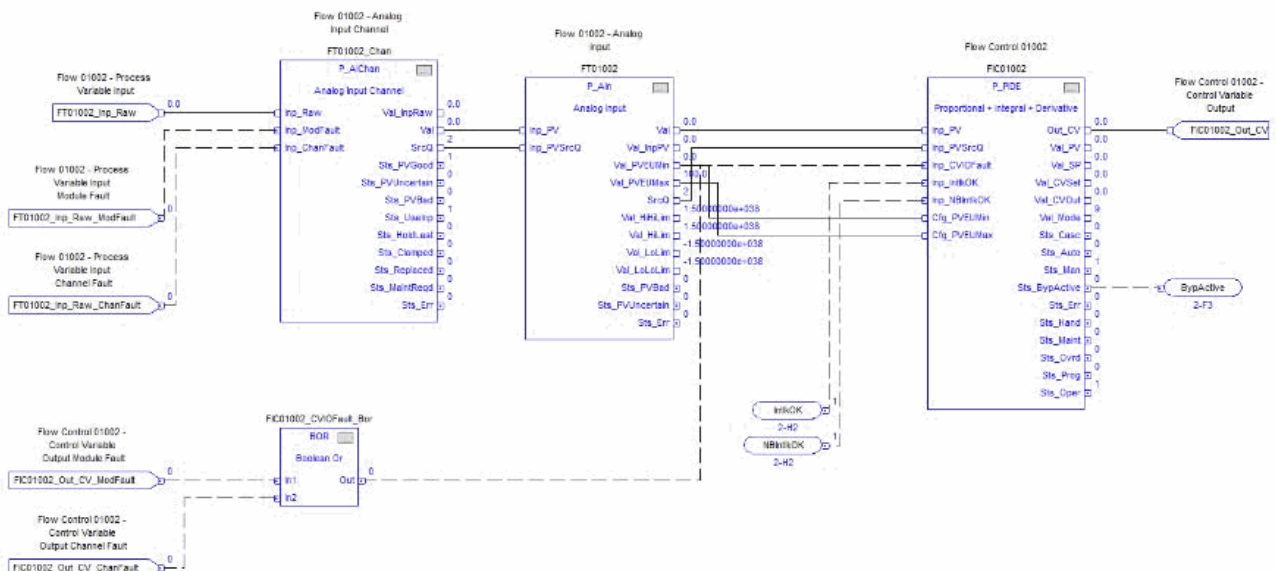 Flow 01002 - Process
Variable Input
FT01002_Inp_Raw
0.0
Flow 01002 - Process
Variable Input
Module Fault
FT01002_Inp_Raw_ModFault
0
Flow 01002 - Process
Variable Input
Channel Fault
FT01002_Inp_Raw_ChanFault
0
Flow 01002 - Analog
Input Channel
FT01002_Chan
P_AIChan
Analog Input Channel
Inp_Raw
Inp_ModFault
Inp_ChanFault
Val_InpRaw
0.0
Val
0.0
SrcQ
2
Sts_PVGood
1
Sts_PVUncertain
0
Sts_PVBad
0
Sts_UseInp
1
Sts_HoldLast
0
Sts_Clamped
0
Sts_Replaced
0
Sts_MaintReqd
0
Sts_Err
0
Flow 01002 - Analog
Input
FT01002
P_AIn
Analog Input
Inp_PV
Inp_PVSrcQ
Val
0.0
Val_InpPV
0.0
Val_PVEUMin
0.0
Val_PVEUMax
100.0
SrcQ
2
Val_HiHiLim
1.50000000e+038
Val_HiLim
1.50000000e+038
Val_LoLim
-1.50000000e+038
Val_LoLoLim
-1.50000000e+038
Sts_PVBad
0
Sts_PVUncertain
0
Sts_Err
0
Flow Control 01002
FIC01002
P_PIDE
Proportional + Integral + Derivative
Inp_PV
Inp_PVSrcQ
Inp_CVIOFault
Inp_IntlkOK
Inp_NBIntlkOK
Cfg_PVEUMin
Cfg_PVEUMax
Out_CV
0.0
Val_PV
0.0
Val_SP
0.0
Val_CVSet
0.0
Val_CVOut
0.0
Val_Mode
9
Sts_Casc
0
Sts_Auto
0
Sts_Man
1
Sts_BypActive
0
Sts_Err
0
Sts_Hand
0
Sts_Maint
0
Sts_Ovrd
0
Sts_Prog
0
Sts_Oper
1
Flow Control 01002 -
Control Variable
Output
FIC01002_Out_CV
BypActive
2-F3
IntlkOK
1
2-H2
NBIntlkOK
1
2-H2
Flow Control 01002 -
Control Variable
Output Module Fault
FIC01002_Out_CV_ModFault
0
Flow Control 01002 -
Control Variable
Output Channel Fault
FIC01002_Out_CV_ChanFault
0
FIC01002_CVIOFault_Bor
BOR
Boolean Or
In1
In2
Out
0